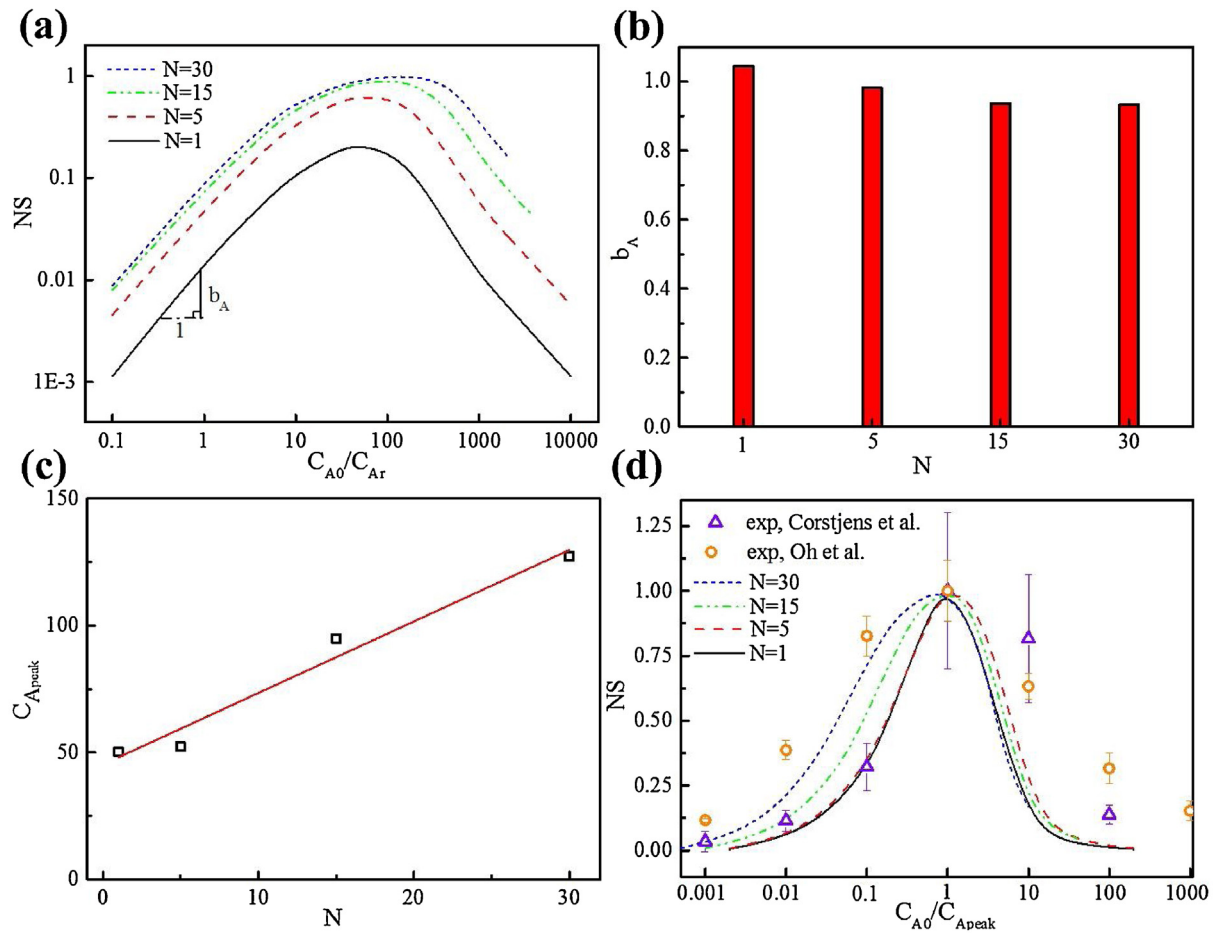 (a)
N=30
N=15
N=5
N=1
NS
1
0.1
0.01
1E-3
b_A
1
0.1 1 10 100 1000 10000
C_A0/C_Ar
(b)
b_A
1.0
0.8
0.6
0.4
0.2
0.0
1 5 15 30
N
(c)
C_Apeak
150
100
50
0
0 10 20 30
N
(d)
exp, Corstjens et al.
exp, Oh et al.
N=30
N=15
N=5
N=1
NS
1.25
1.00
0.75
0.50
0.25
0.00
0.001 0.01 0.1 1 10 100 1000
C_A0/C_Apeak